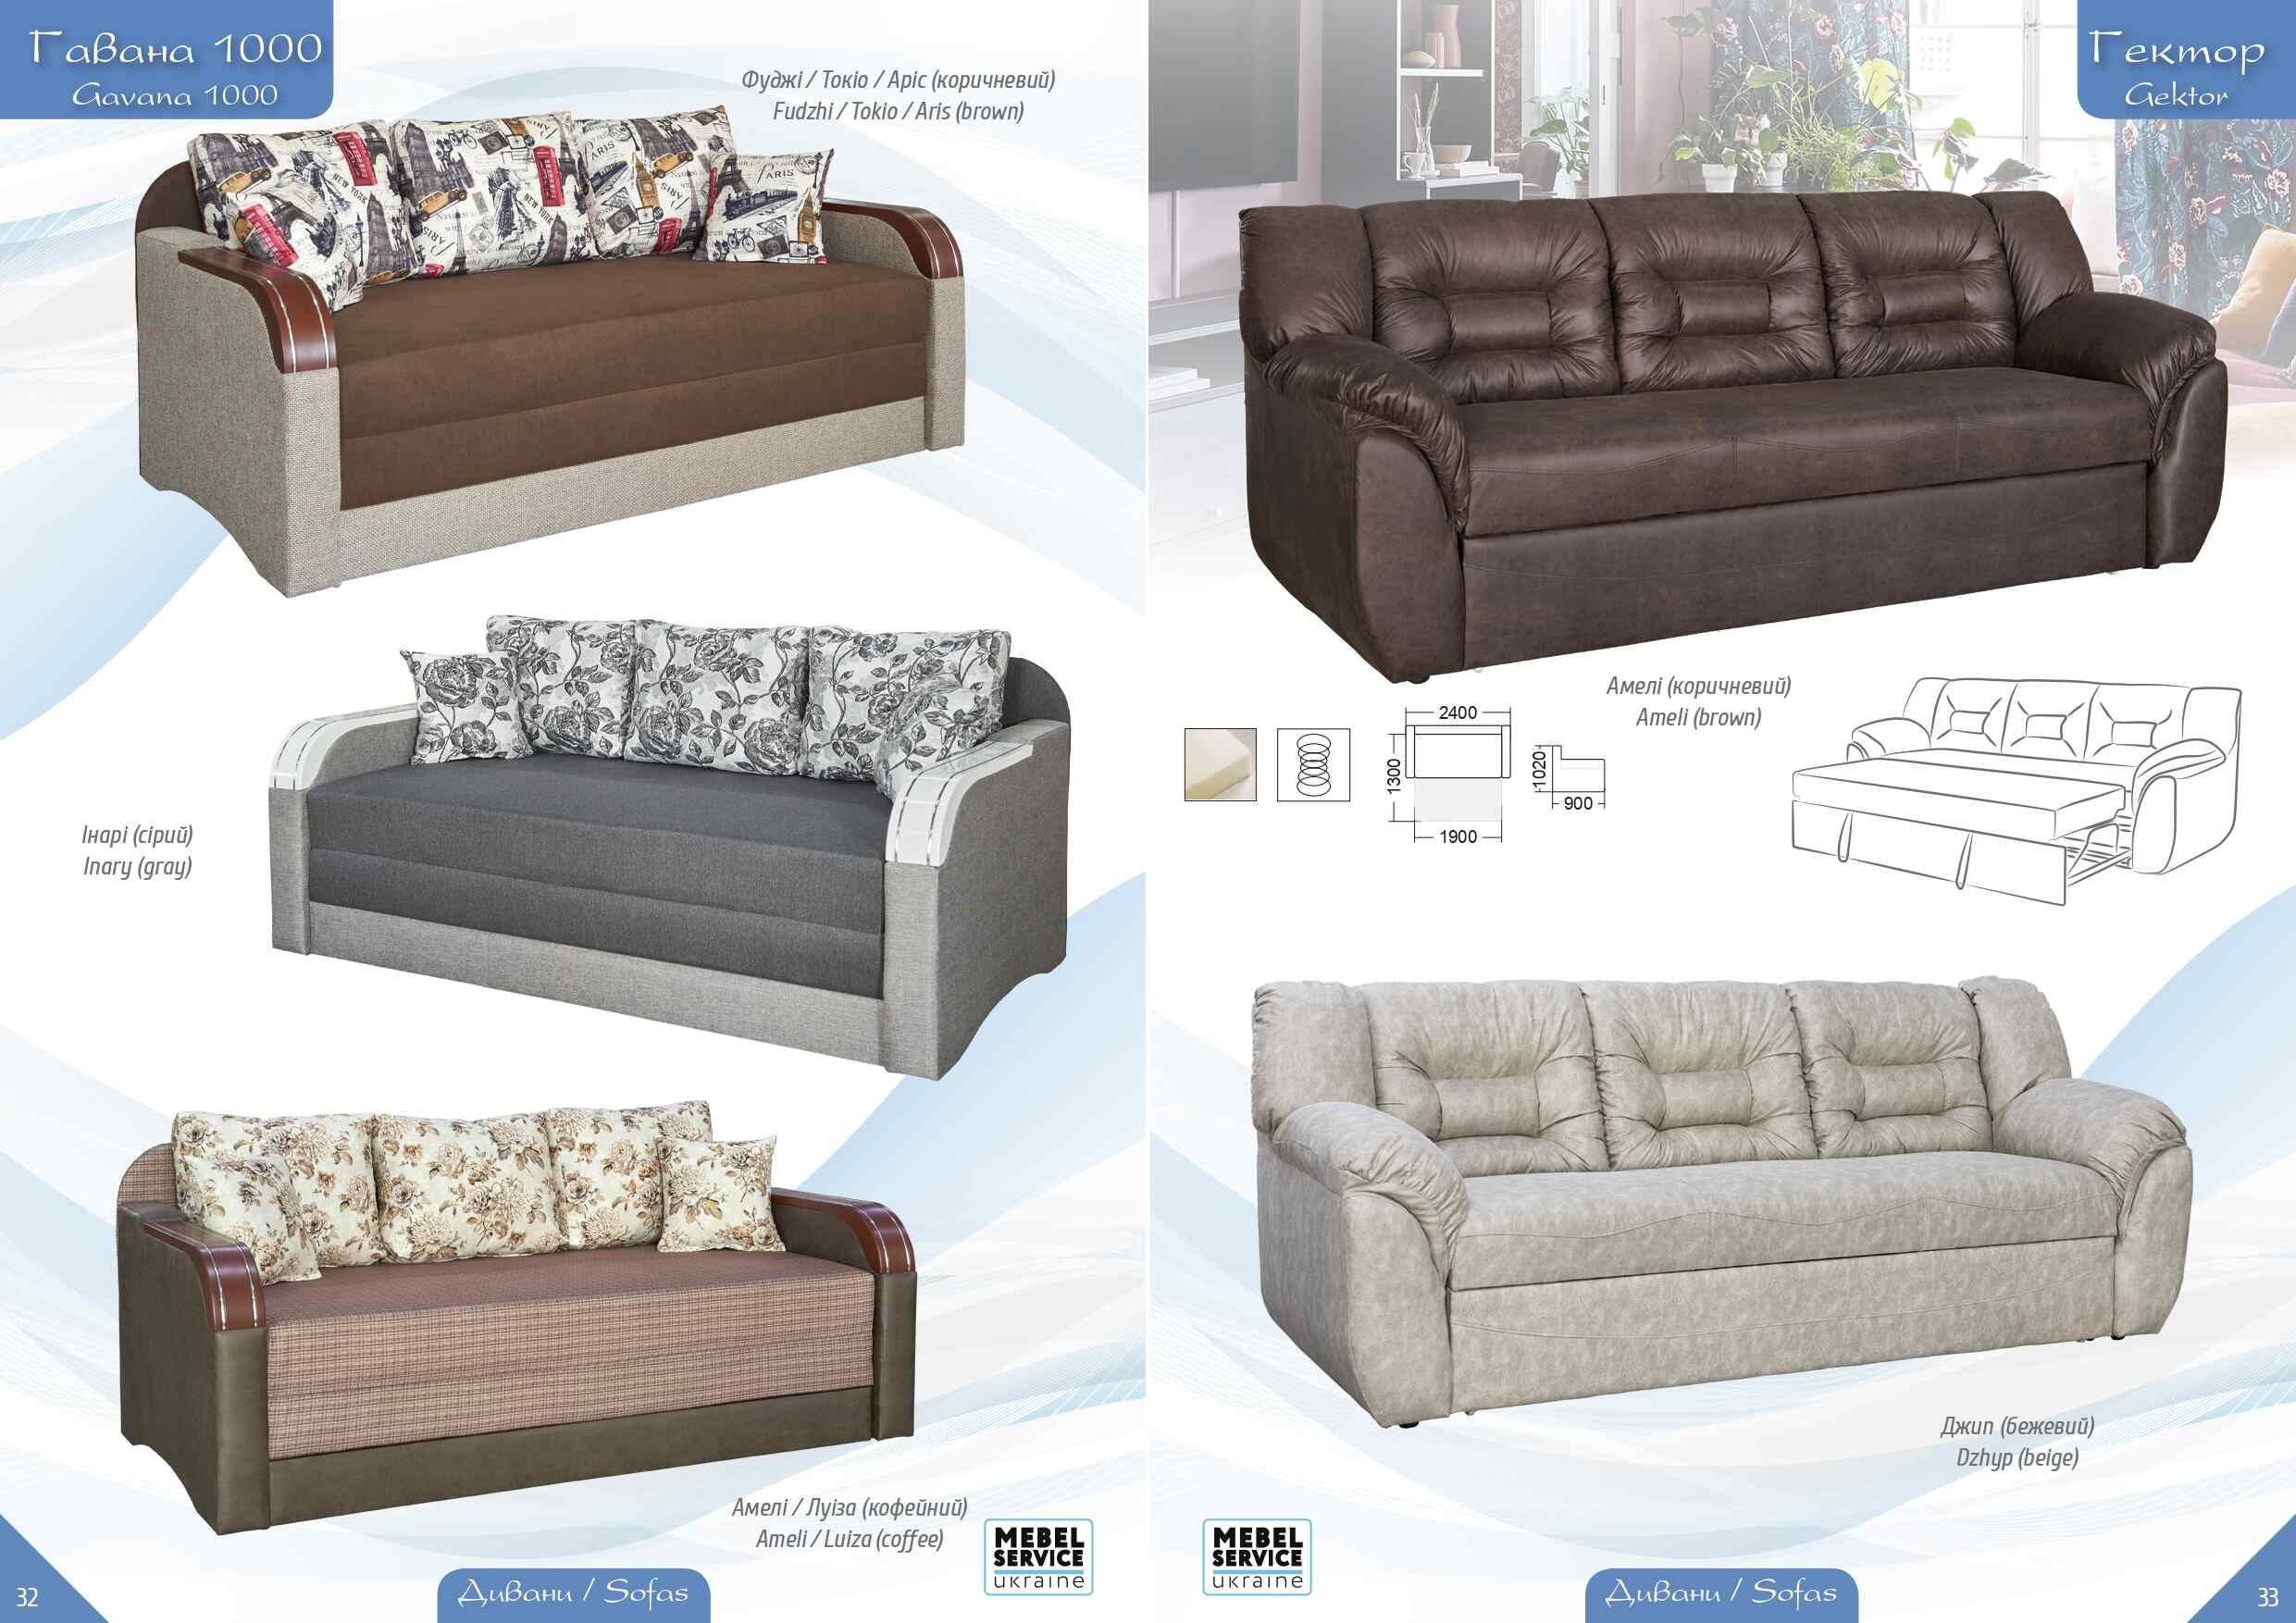 Гавана 1000
Gavana 1000
Фуджі / Токіо / Аріс (коричневий)
Fudzhi / Tokio / Aris (brown)
Інарі (сірий)
Inary (gray)
Амелі / Луіза (кофейний)
Ameli / Luiza (coffee)
MEBEL
SERVICE
ukraine
32
Дивани / Sofas
Гектор
Gektor
Амелі (коричневий)
Ameli (brown)
2400
1300
1900
1020
900
Джип (бежевий)
Dzhyp (beige)
MEBEL
SERVICE
ukraine
Дивани / Sofas
33